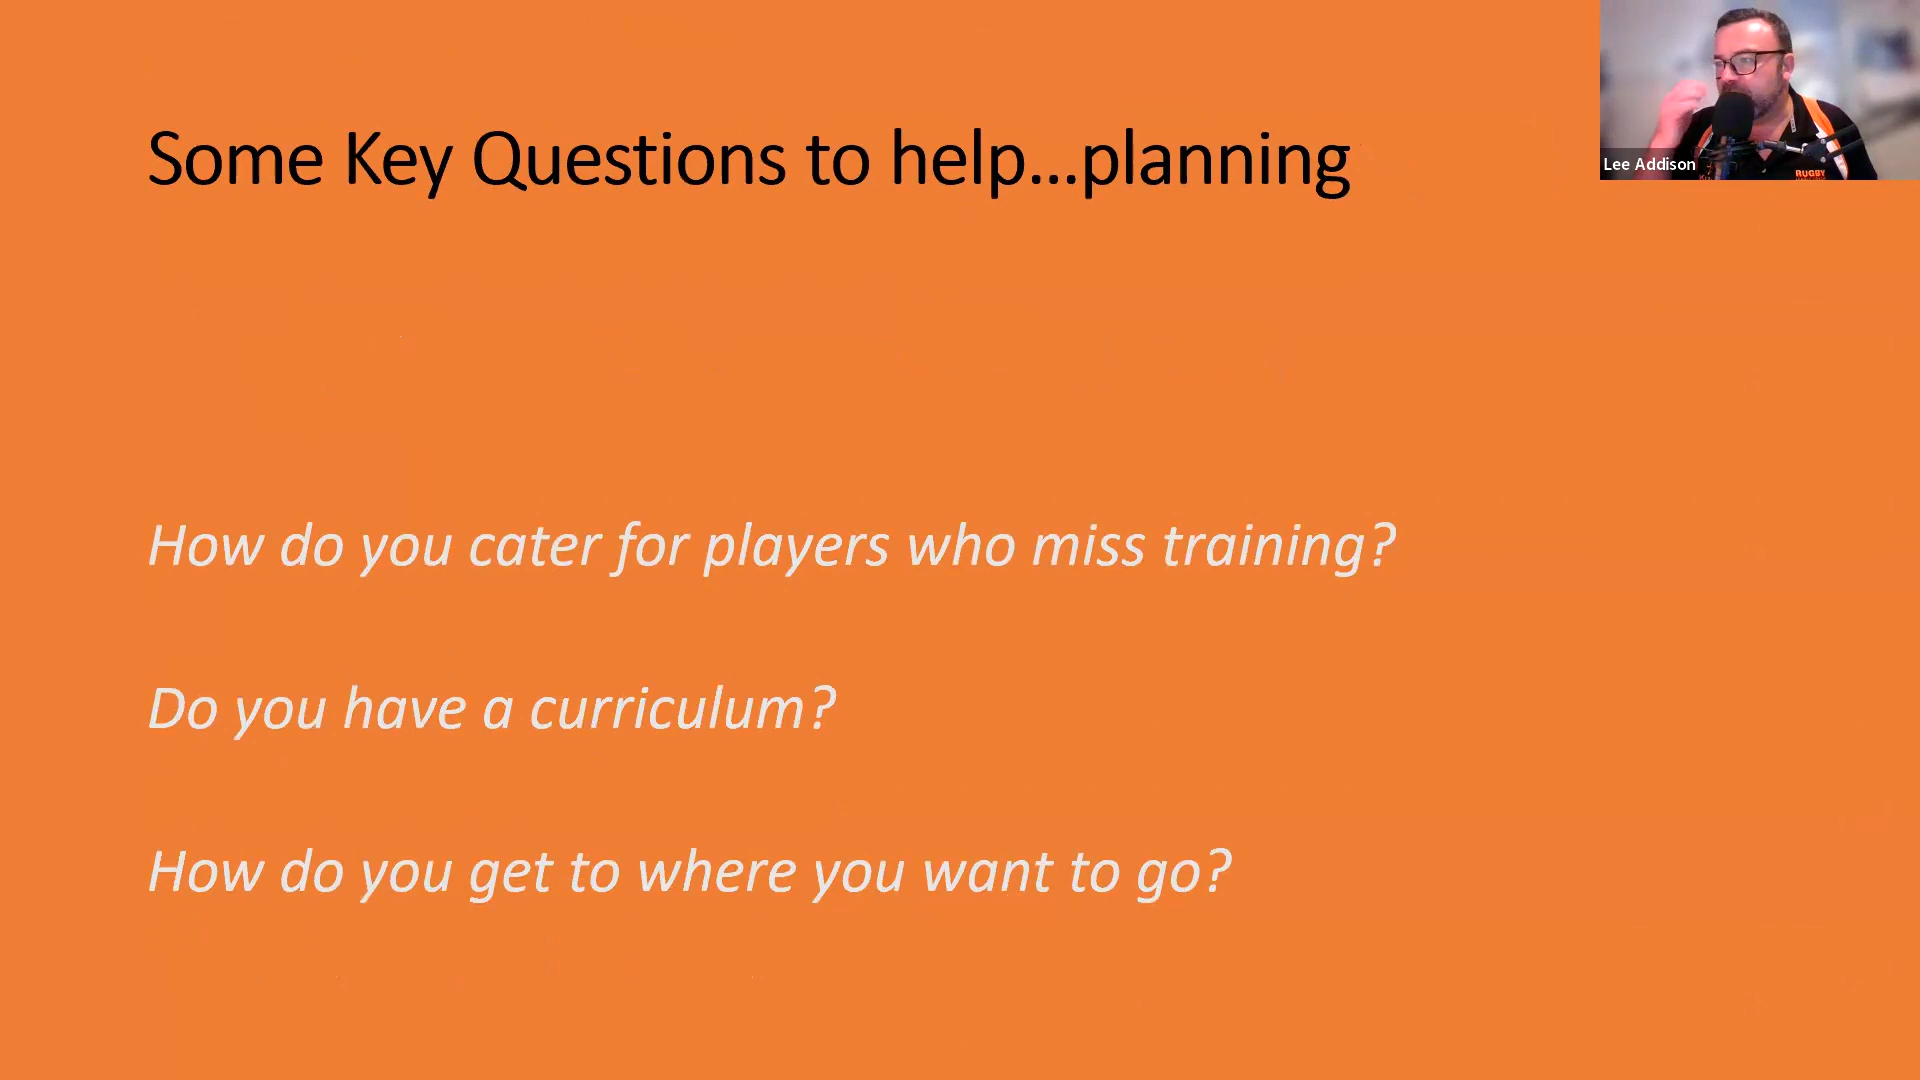 Some Key Questions to help...planning
Lee Addison
RUGBY
How do you cater for players who miss training?
Do you have a curriculum?
How do you get to where you want to go?